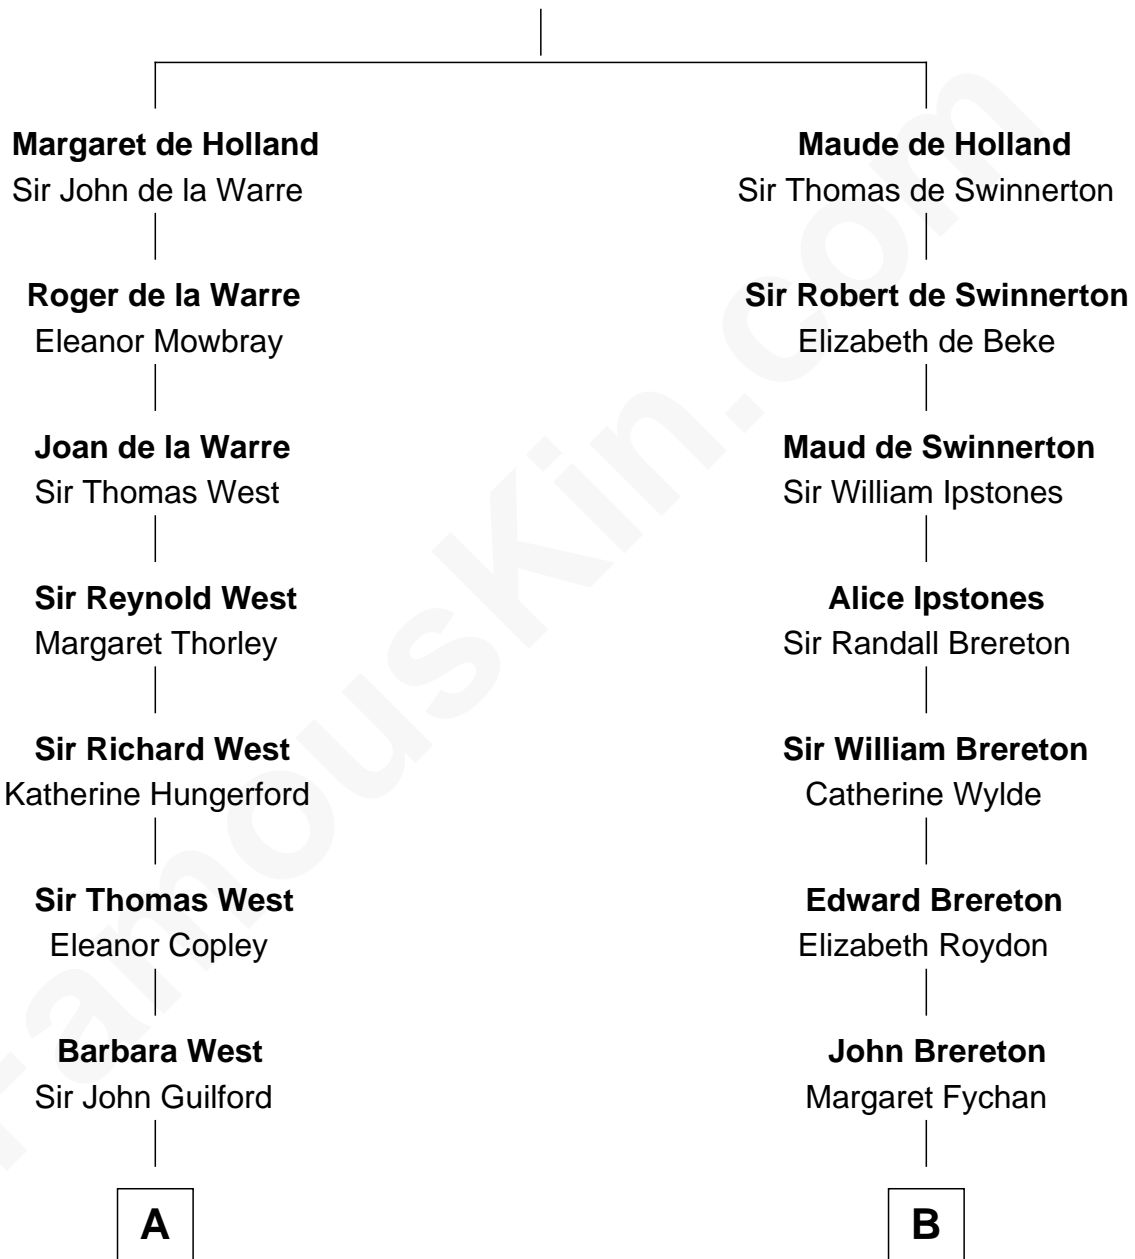 Margaret de Holland
Sir John de la Warre
Roger de la Warre
Eleanor Mowbray
Joan de la Warre
Sir Thomas West
Sir Reynold West
Margaret Thorley
Sir Richard West
Katherine Hungerford
Sir Thomas West
Eleanor Copley
Barbara West
Sir John Guilford
A
Maude de Holland
Sir Thomas de Swinnerton
Sir Robert de Swinnerton
Elizabeth de Beke
Maud de Swinnerton
Sir William Ipstones
Alice Ipstones
Sir Randall Brereton
Sir William Brereton
Catherine Wylde
Edward Brereton
Elizabeth Roydon
John Brereton
Margaret Fychan
B
FamousKin.com